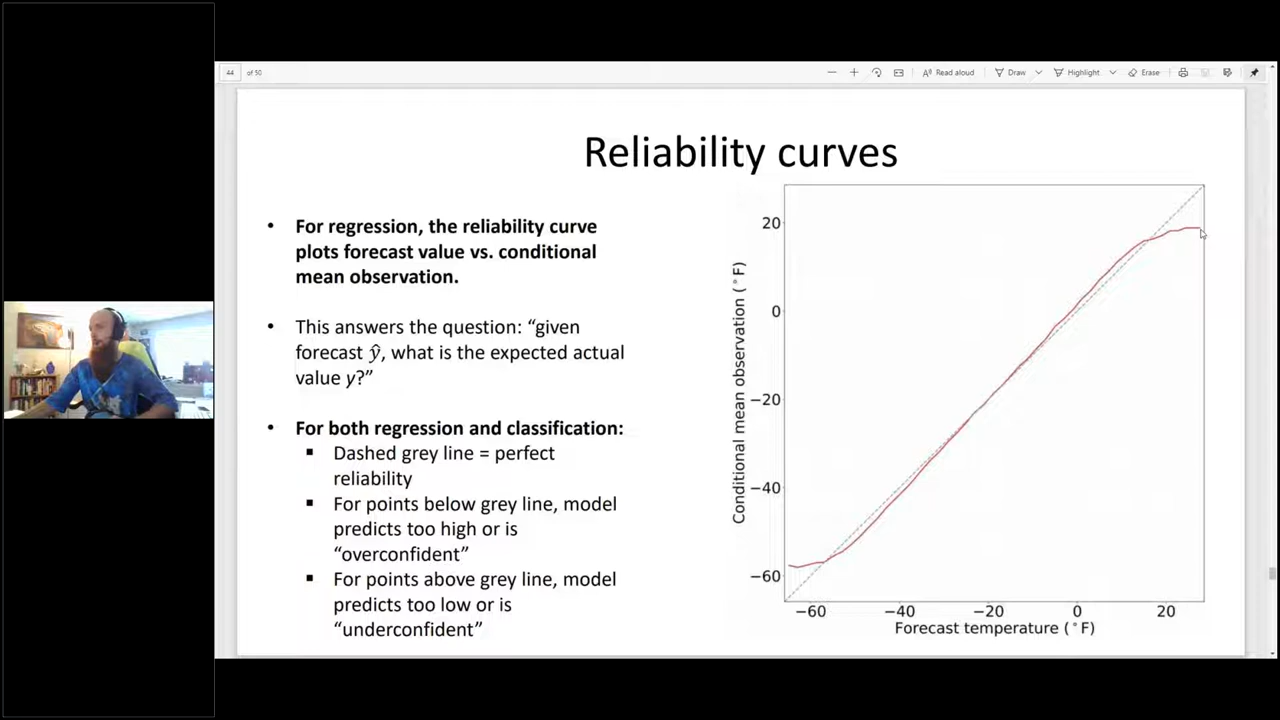 44 of 50
Read aloud
Draw
Highlight
Erase
Reliability curves
• For regression, the reliability curve
plots forecast value vs. conditional
mean observation.
• This answers the question: “given
forecast ŷ, what is the expected actual
value y?”
• For both regression and classification:
▪ Dashed grey line = perfect
reliability
▪ For points below grey line, model
predicts too high or is
“overconfident”
▪ For points above grey line, model
predicts too low or is
“underconfident”
Conditional mean observation (°F)
20
0
−20
−40
−60
−60 −40 −20 0 20
Forecast temperature (°F)